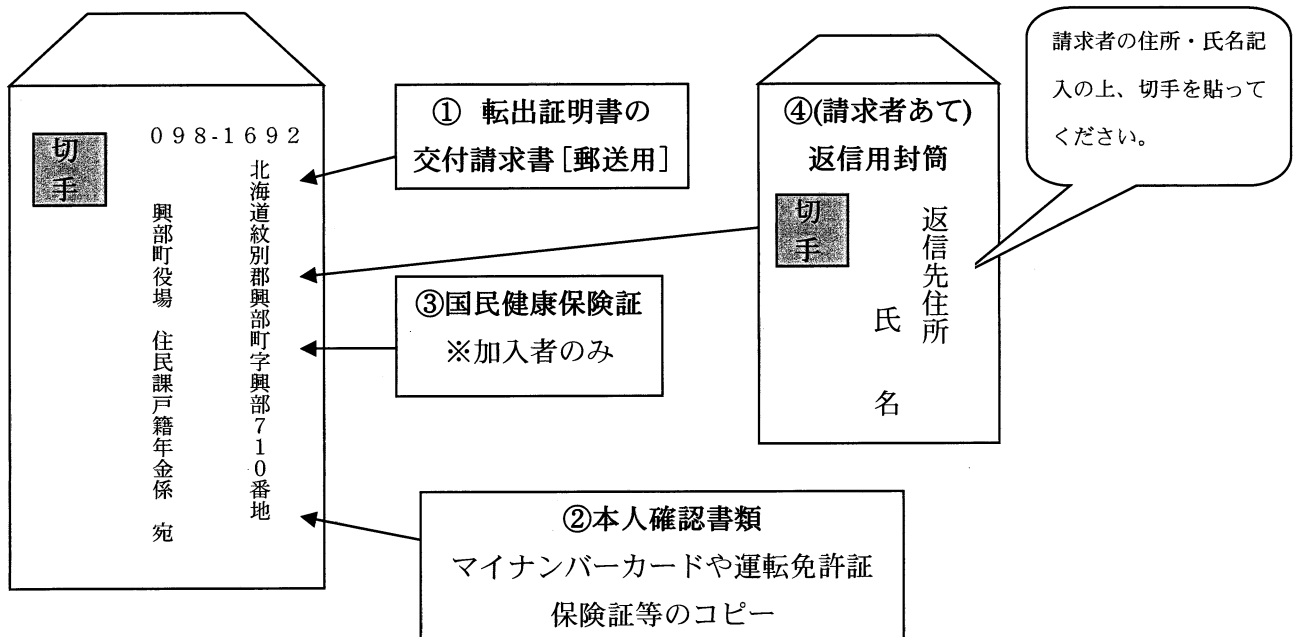 切手
098-1692
北海道紋別郡興部町字興部710番地
興部町役場 住民課戸籍年金係 宛
① 転出証明書の
交付請求書[郵送用]
③国民健康保険証
※加入者のみ
②本人確認書類
マイナンバーカードや運転免許証
保険証等のコピー
④(請求者あて)
返信用封筒
切手
返信先住所
氏 名
請求者の住所・氏名記
入の上、切手を貼って
ください。